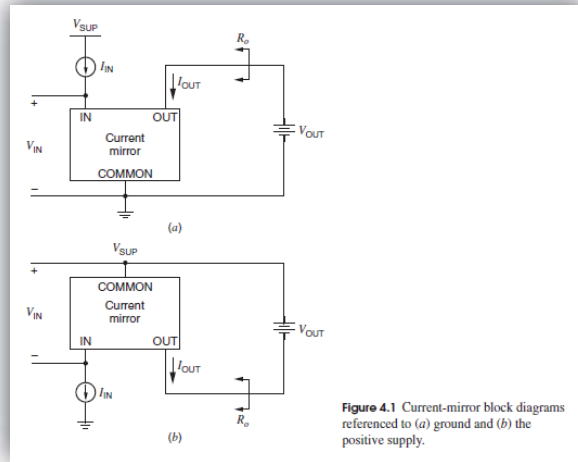 VSUP
IIN
Ro
IOUT
+
IN OUT
VIN
Current
mirror
VOUT
COMMON
−
(a)
VSUP
+
COMMON
Current
mirror
VIN
VOUT
IN OUT
−
IOUT
IIN
Ro
(b)
Figure 4.1 Current-mirror block diagrams
referenced to (a) ground and (b) the
positive supply.